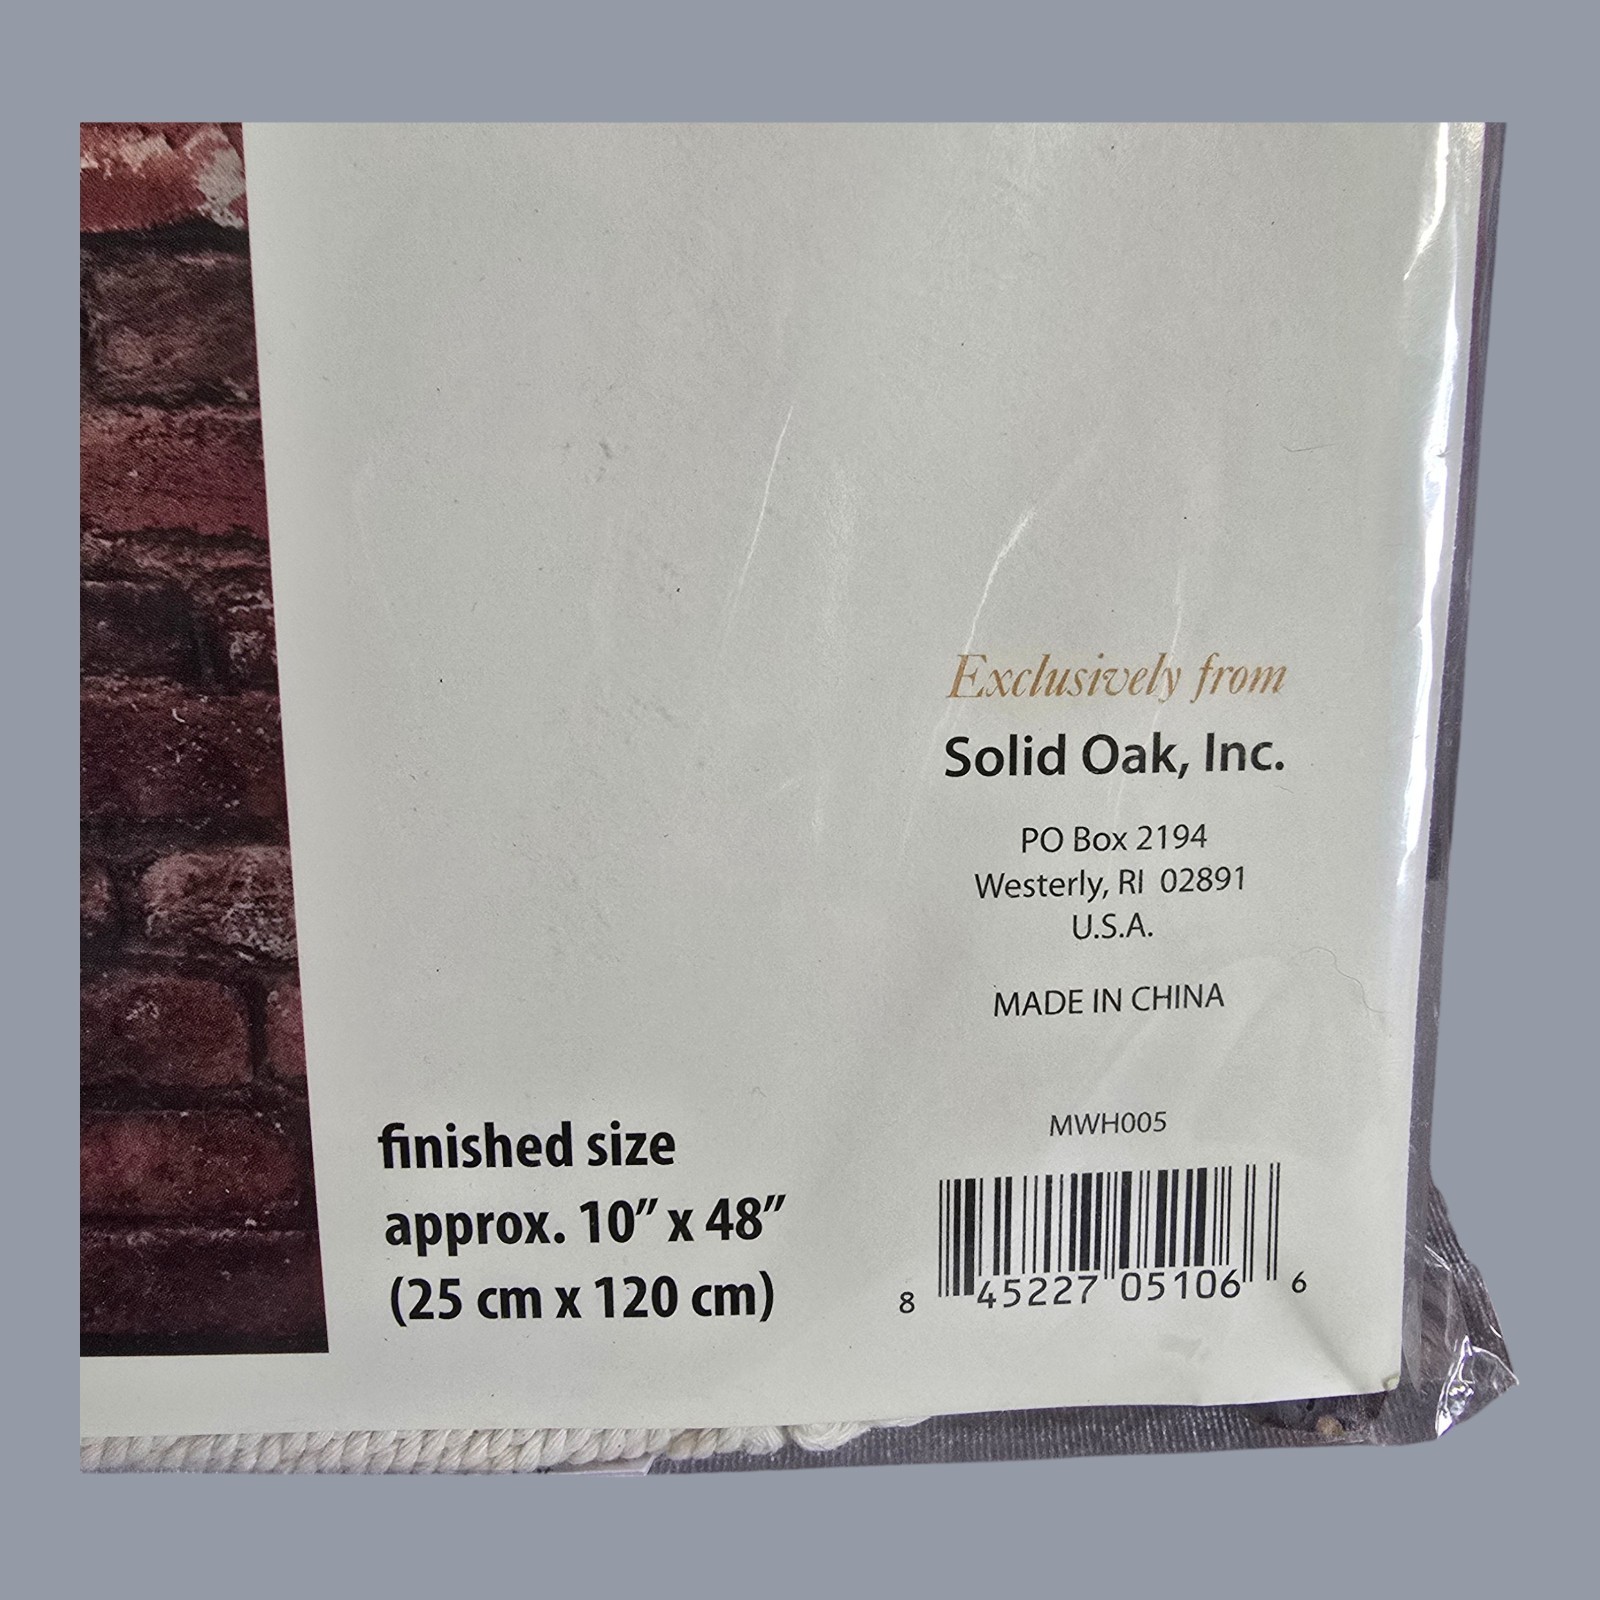 Exclusively from
Solid Oak, Inc.
PO Box 2194
Westerly, RI 02891
U.S.A.
MADE IN CHINA
finished size
approx. 10” x 48”
(25 cm x 120 cm)
MWH005
8 45227 05106 6